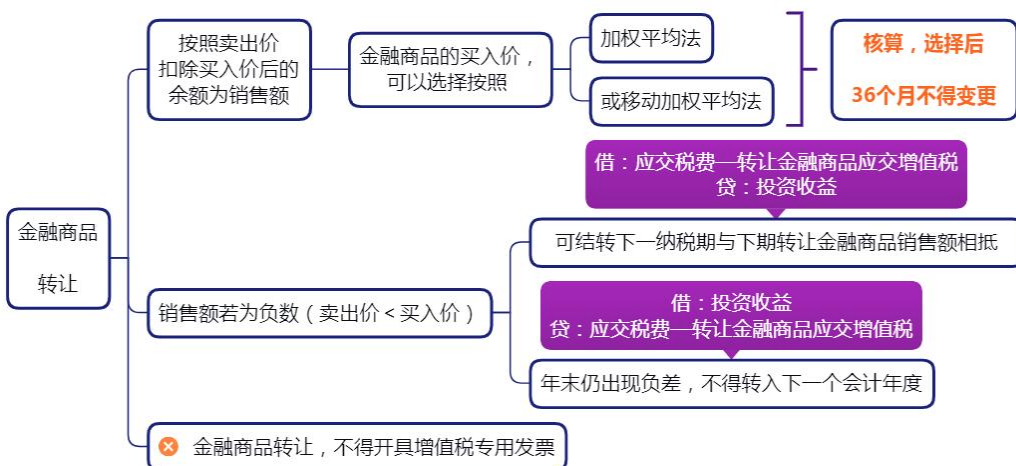 按照卖出价
扣除买入价后的
余额为销售额
金融商品的买入价，
可以选择按照
加权平均法
或移动加权平均法
核算，选择后
36个月不得变更
借：应交税费—转让金融商品应交增值税
贷：投资收益
金融商品
转让
可结转下一纳税期与下期转让金融商品销售额相抵
销售额若为负数（卖出价＜买入价）
借：投资收益
贷：应交税费—转让金融商品应交增值税
年末仍出现负差，不得转入下一个会计年度
金融商品转让，不得开具增值税专用发票